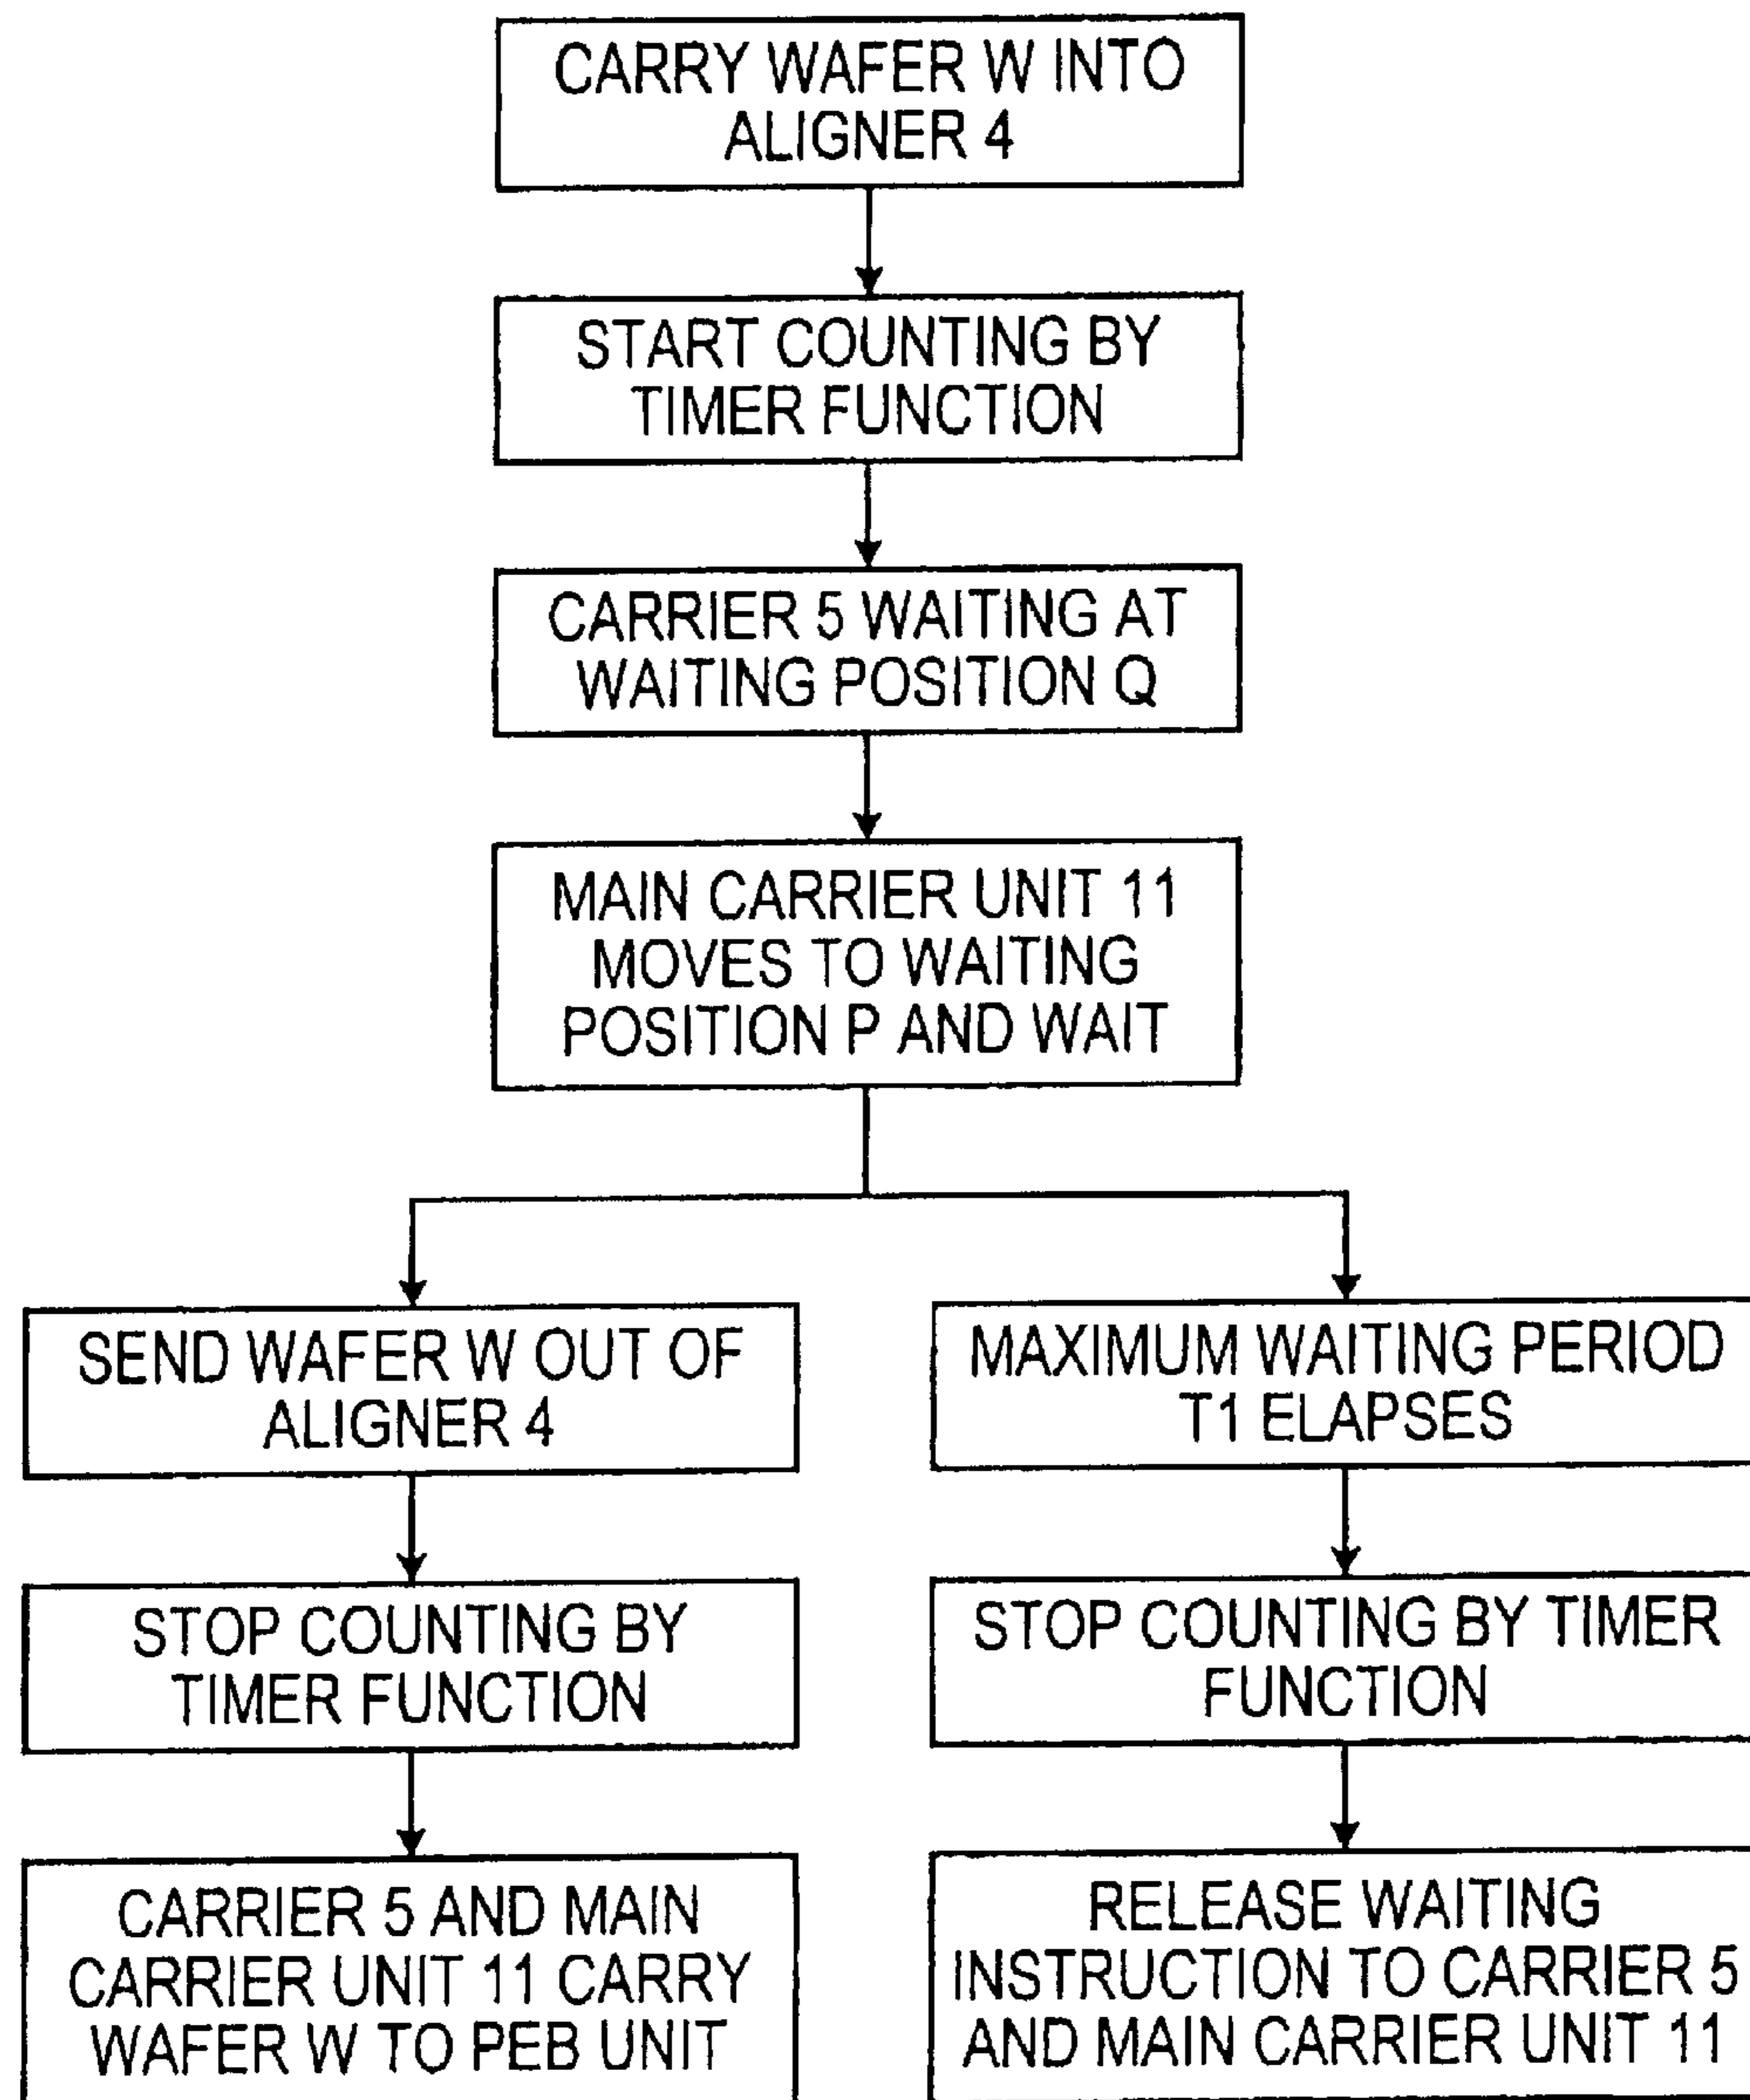 CARRY WAFER W INTO
ALIGNER 4
START COUNTING BY
TIMER FUNCTION
CARRIER 5 WAITING AT
WAITING POSITION Q
MAIN CARRIER UNIT 11
MOVES TO WAITING
POSITION P AND WAIT
SEND WAFER W OUT OF
ALIGNER 4
STOP COUNTING BY
TIMER FUNCTION
CARRIER 5 AND MAIN
CARRIER UNIT 11 CARRY
WAFER W TO PEB UNIT
MAXIMUM WAITING PERIOD
T1 ELAPSES
STOP COUNTING BY TIMER
FUNCTION
RELEASE WAITING
INSTRUCTION TO CARRIER 5
AND MAIN CARRIER UNIT 11